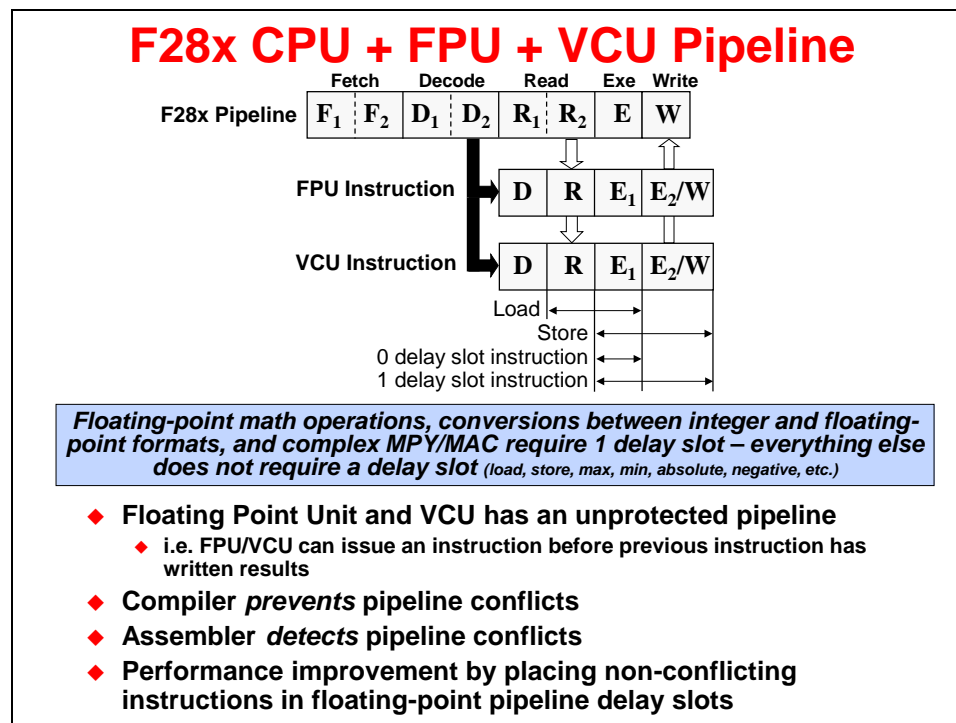 F28x CPU + FPU + VCU Pipeline
Fetch Decode Read Exe Write
F28x Pipeline F₁ F₂ D₁ D₂ R₁ R₂ E W
FPU Instruction D R E₁ E₂/W
VCU Instruction D R E₁ E₂/W
Load
Store
0 delay slot instruction
1 delay slot instruction
Floating-point math operations, conversions between integer and floating-
point formats, and complex MPY/MAC require 1 delay slot – everything else
does not require a delay slot (load, store, max, min, absolute, negative, etc.)
◆ Floating Point Unit and VCU has an unprotected pipeline
◆ i.e. FPU/VCU can issue an instruction before previous instruction has
written results
◆ Compiler prevents pipeline conflicts
◆ Assembler detects pipeline conflicts
◆ Performance improvement by placing non-conflicting
instructions in floating-point pipeline delay slots